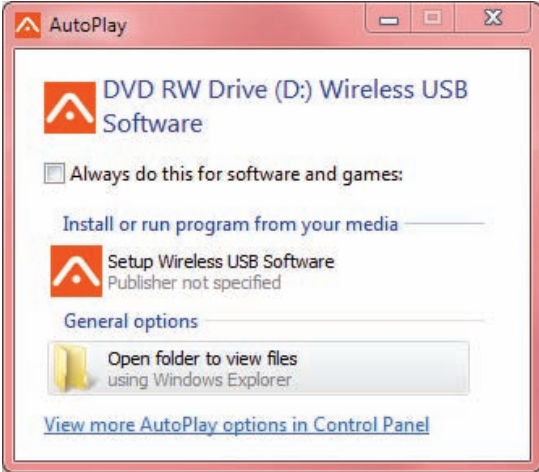 AutoPlay
DVD RW Drive (D:) Wireless USB
Software
Always do this for software and games:
Install or run program from your media
Setup Wireless USB Software
Publisher not specified
General options
Open folder to view files
using Windows Explorer
View more AutoPlay options in Control Panel